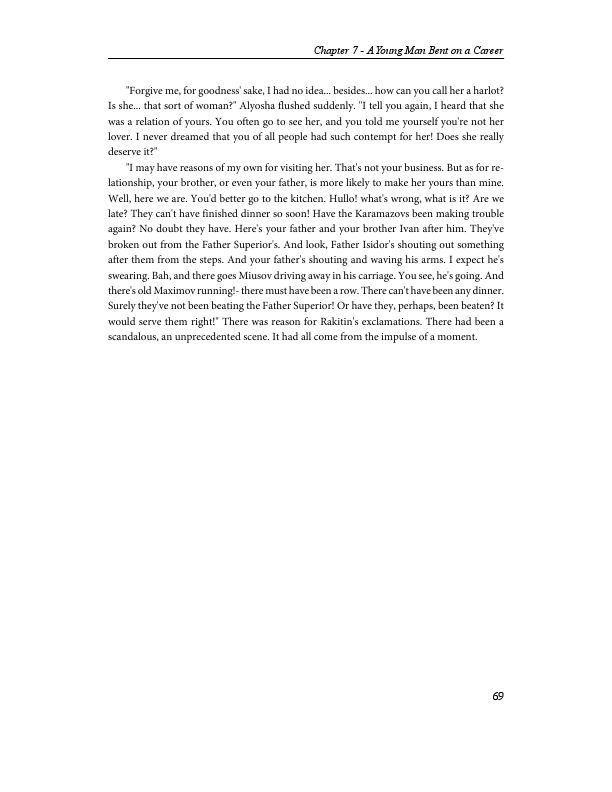 Chapter 7 - A Young Man Bent on a Career
"Forgive me, for goodness' sake, I had no idea... besides... how can you call her a harlot?
Is she... that sort of woman?" Alyosha flushed suddenly. "I tell you again, I heard that she
was a relation of yours. You often go to see her, and you told me yourself you're not her
lover. I never dreamed that you of all people had such contempt for her! Does she really
deserve it?"
"I may have reasons of my own for visiting her. That's not your business. But as for re-
lationship, your brother, or even your father, is more likely to make her yours than mine.
Well, here we are. You'd better go to the kitchen. Hullo! what's wrong, what is it? Are we
late? They can't have finished dinner so soon! Have the Karamazovs been making trouble
again? No doubt they have. Here's your father and your brother Ivan after him. They've
broken out from the Father Superior's. And look, Father Isidor's shouting out something
after them from the steps. And your father's shouting and waving his arms. I expect he's
swearing. Bah, and there goes Miusov driving away in his carriage. You see, he's going. And
there's old Maximov running!- there must have been a row. There can't have been any dinner.
Surely they've not been beating the Father Superior! Or have they, perhaps, been beaten? It
would serve them right!" There was reason for Rakitin's exclamations. There had been a
scandalous, an unprecedented scene. It had all come from the impulse of a moment.
69